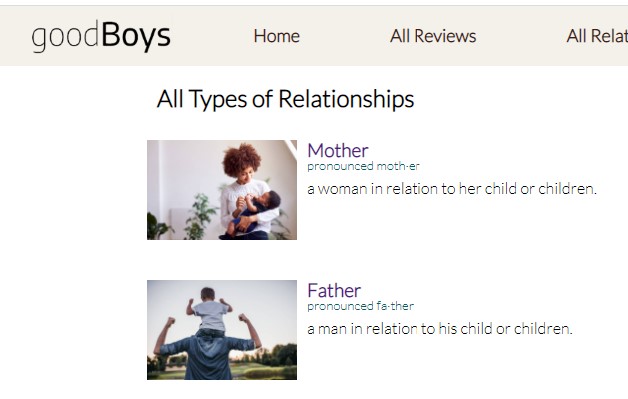 goodBoys Home All Reviews All Relat
All Types of Relationships
Mother
pronounced moth·er
a woman in relation to her child or children.
Father
pronounced fa·ther
a man in relation to his child or children.